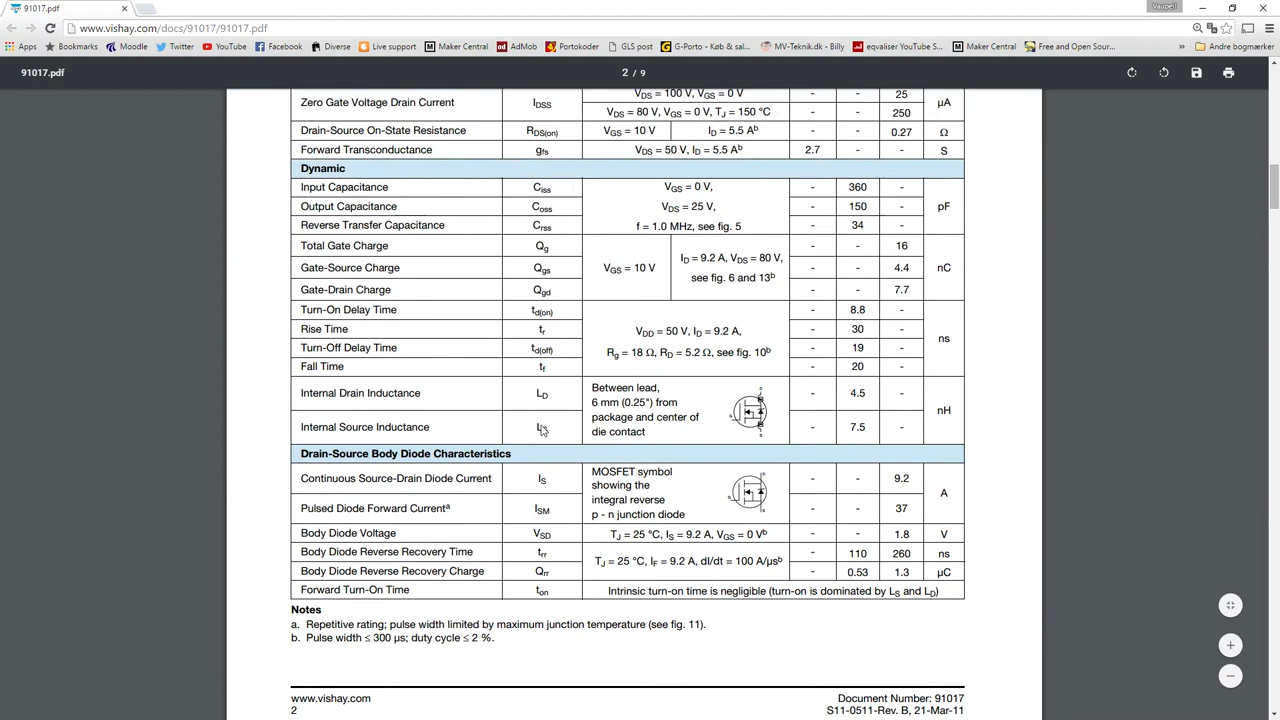 91017.pdf
Vaupell
www.vishay.com/docs/91017/91017.pdf
Apps Bookmarks Moodle Twitter YouTube Facebook Diverse Live support Maker Central AdMob Portokoder GLS post G-Porto - Køb & sal... MV-Teknik.dk - Billy eqvaliser YouTube S... Maker Central Free and Open Sour... » Andre bogmærker
91017.pdf 2 / 9
Zero Gate Voltage Drain Current IDSS VDS = 100 V, VGS = 0 V - - 25 µA
VDS = 80 V, VGS = 0 V, TJ = 150 °C - - 250
Drain-Source On-State Resistance RDS(on) VGS = 10 V ID = 5.5 Ab - - 0.27 Ω
Forward Transconductance gfs VDS = 50 V, ID = 5.5 Ab 2.7 - - S
Dynamic
Input Capacitance Ciss VGS = 0 V, - 360 -
Output Capacitance Coss VDS = 25 V, - 150 - pF
Reverse Transfer Capacitance Crss f = 1.0 MHz, see fig. 5 - 34 -
Total Gate Charge Qg - - 16
Gate-Source Charge Qgs VGS = 10 V ID = 9.2 A, VDS = 80 V, see fig. 6 and 13b - - 4.4 nC
Gate-Drain Charge Qgd - - 7.7
Turn-On Delay Time td(on) - 8.8 -
Rise Time tr VDD = 50 V, ID = 9.2 A, - 30 - ns
Turn-Off Delay Time td(off) Rg = 18 Ω, RD = 5.2 Ω, see fig. 10b - 19 -
Fall Time tf - 20 -
Internal Drain Inductance LD Between lead, 6 mm (0.25") from package and center of die contact - 4.5 - nH
Internal Source Inductance LS - 7.5 -
Drain-Source Body Diode Characteristics
Continuous Source-Drain Diode Current IS MOSFET symbol showing the integral reverse p - n junction diode - - 9.2 A
Pulsed Diode Forward Currenta ISM - - 37
Body Diode Voltage VSD TJ = 25 °C, IS = 9.2 A, VGS = 0 Vb - - 1.8 V
Body Diode Reverse Recovery Time trr TJ = 25 °C, IF = 9.2 A, dI/dt = 100 A/µsb - 110 260 ns
Body Diode Reverse Recovery Charge Qrr - 0.53 1.3 µC
Forward Turn-On Time ton Intrinsic turn-on time is negligible (turn-on is dominated by LS and LD)
Notes
a. Repetitive rating; pulse width limited by maximum junction temperature (see fig. 11).
b. Pulse width ≤ 300 µs; duty cycle ≤ 2 %.
www.vishay.com Document Number: 91017
2 S11-0511-Rev. B, 21-Mar-11